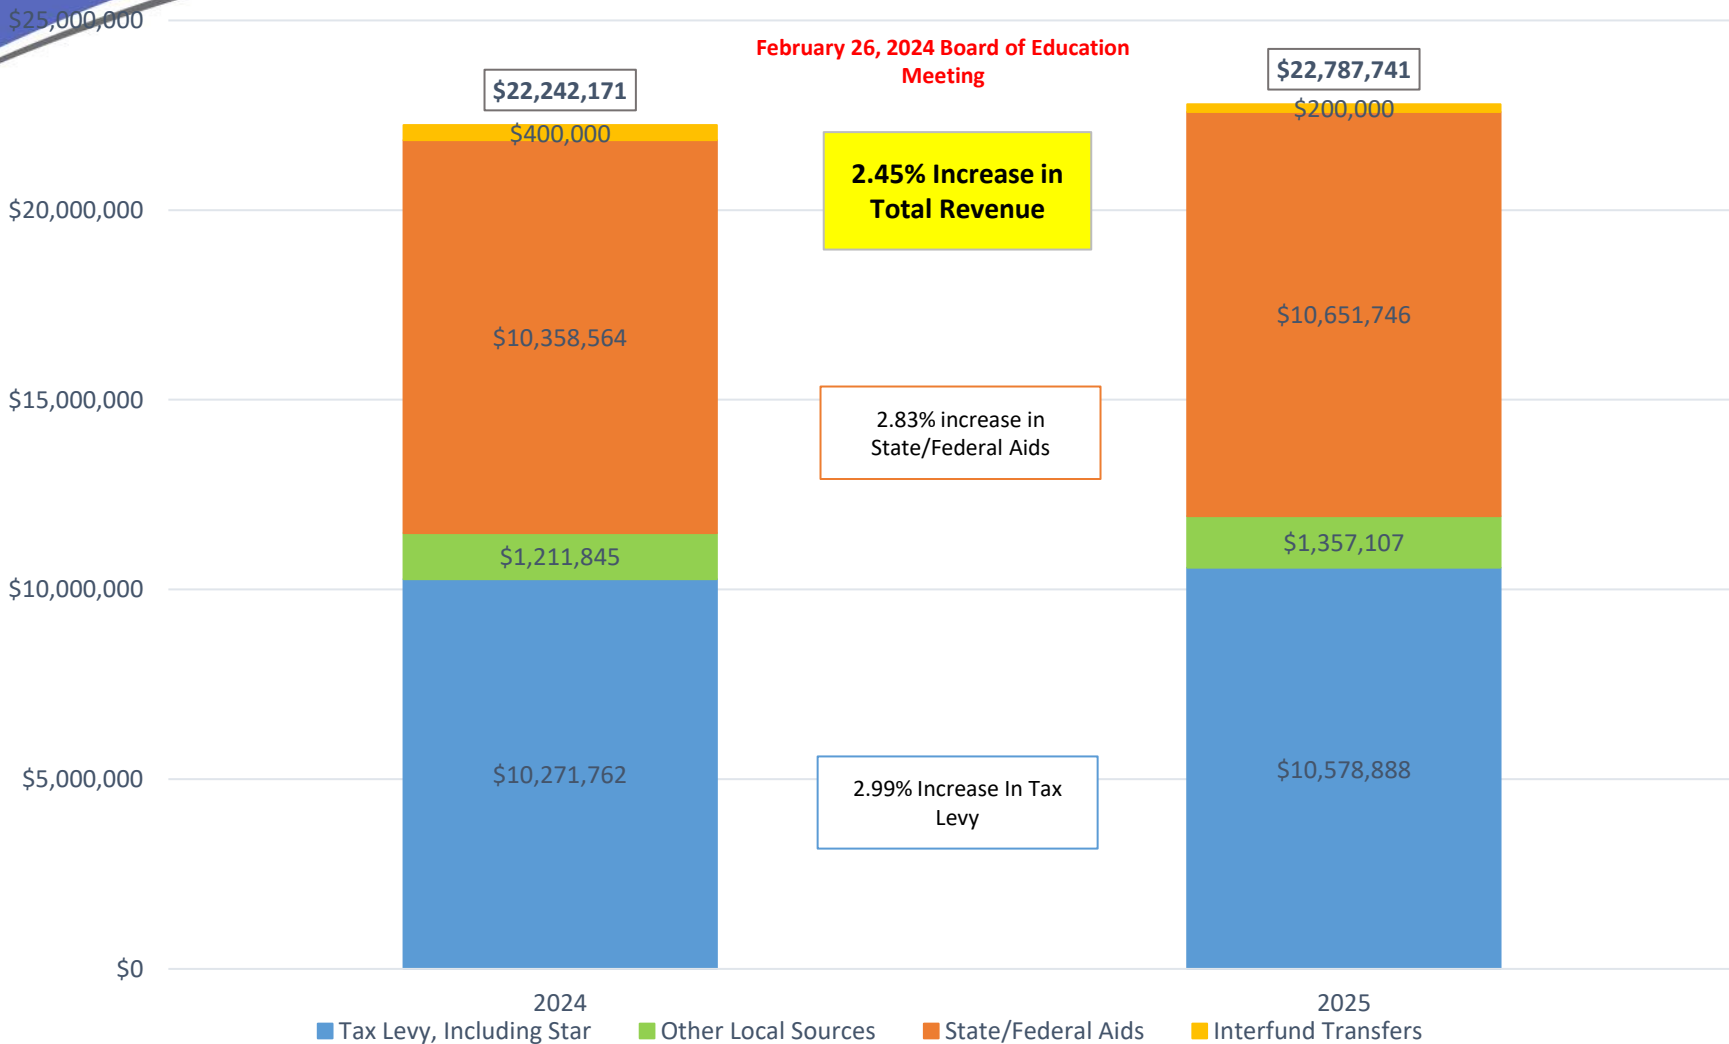 $25,000,000
February 26, 2024 Board of Education
Meeting
$22,242,171
$22,787,741
$400,000
$200,000
2.45% Increase in
Total Revenue
$20,000,000
$10,358,564
$10,651,746
$15,000,000
2.83% increase in
State/Federal Aids
$1,211,845
$1,357,107
$10,000,000
$10,271,762
$10,578,888
$5,000,000
2.99% Increase In Tax
Levy
$0
2024
2025
Tax Levy, Including Star
Other Local Sources
State/Federal Aids
Interfund Transfers